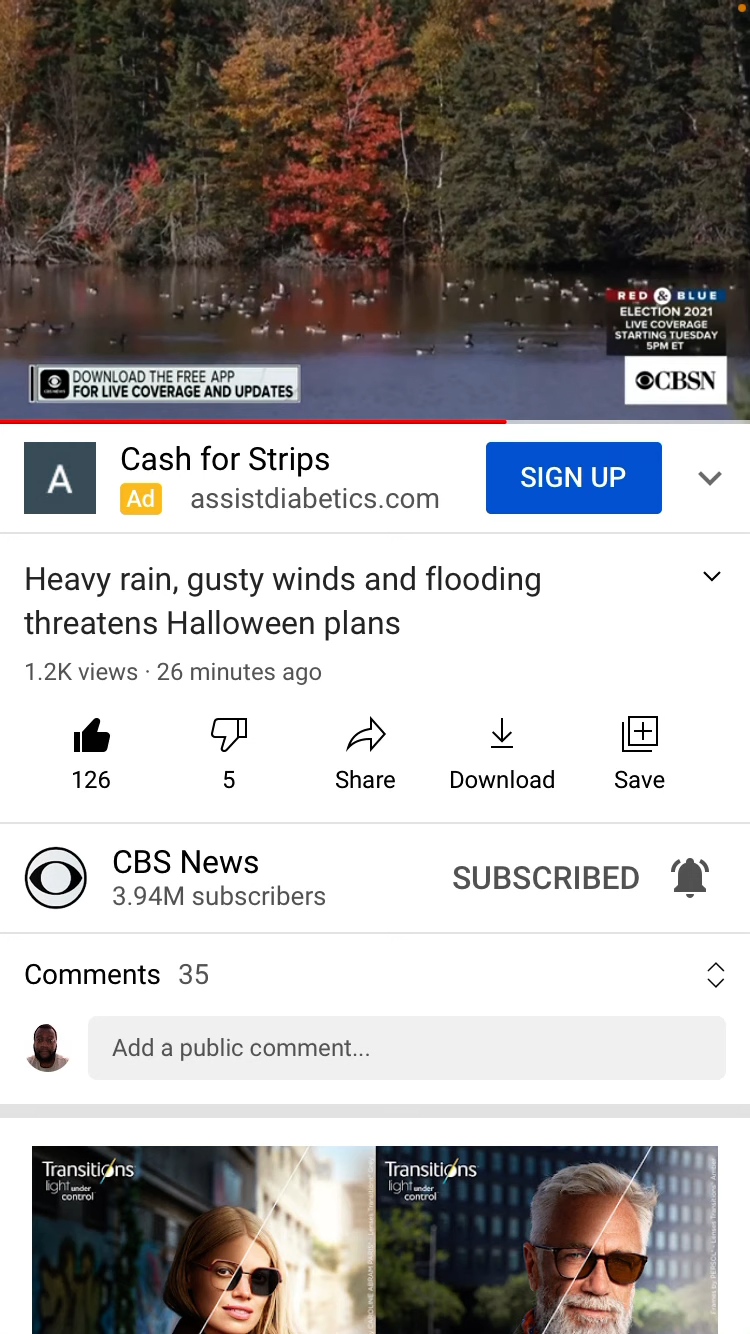 RED & BLUE
ELECTION 2021
LIVE COVERAGE
STARTING TUESDAY
5PM ET
CBSN
DOWNLOAD THE FREE APP
FOR LIVE COVERAGE AND UPDATES
A
Cash for Strips
Ad assistdiabetics.com
SIGN UP
Heavy rain, gusty winds and flooding
threatens Halloween plans
1.2K views · 26 minutes ago
126 5 Share Download Save
CBS News
3.94M subscribers
SUBSCRIBED
Comments 35
Add a public comment...
Transitions
light under
control
Transitions
light under
control